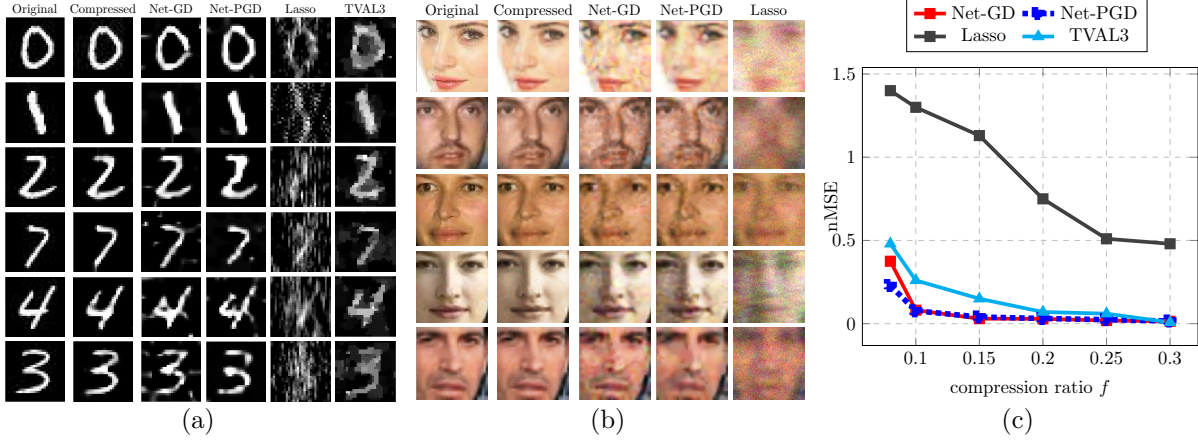 Original Compressed Net-GD Net-PGD Lasso TVAL3
(a)
Original Compressed Net-GD Net-PGD Lasso
(b)
Net-GD Net-PGD
Lasso TVAL3
1.5
1
0.5
0
nMSE
0.1 0.15 0.2 0.25 0.3
compression ratio f
(c)